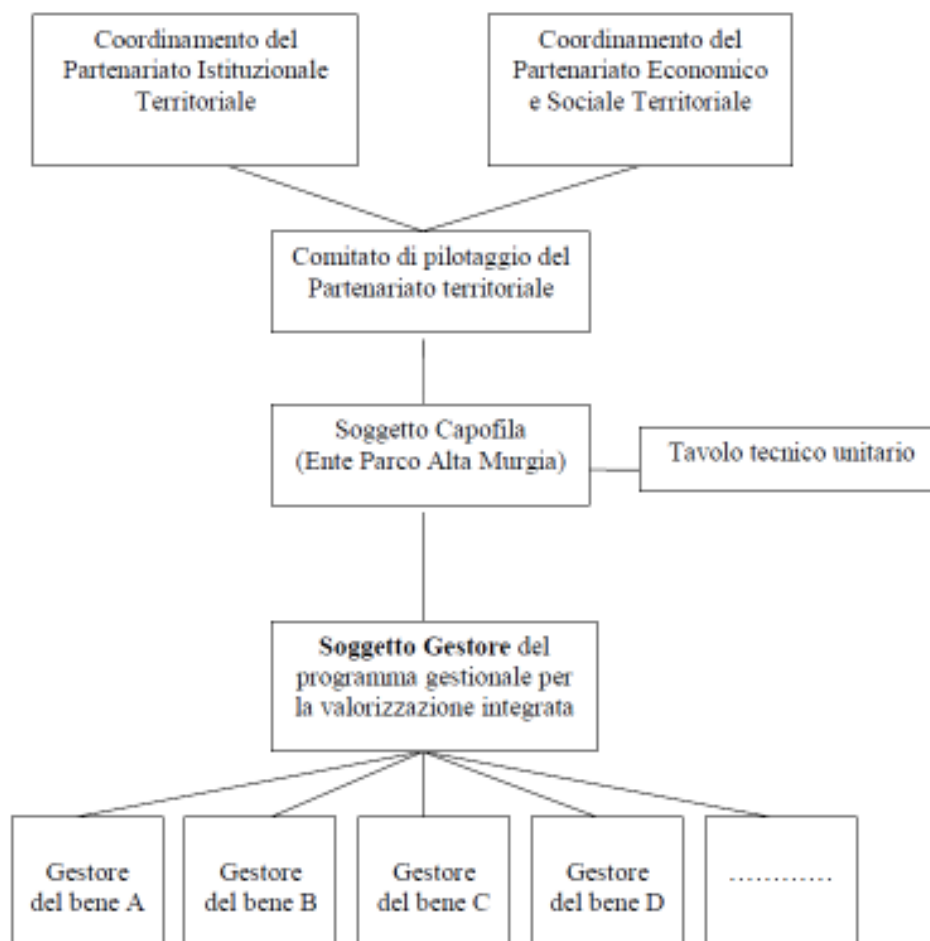 Coordinamento del
Partenariato Istituzionale
Territoriale
Coordinamento del
Partenariato Economico
e Sociale Territoriale
Comitato di pilotaggio del
Partenariato territoriale
Soggetto Capofila
(Ente Parco Alta Murgia)
Tavolo tecnico unitario
Soggetto Gestore del
programma gestionale per
la valorizzazione integrata
Gestore
del bene A
Gestore
del bene B
Gestore
del bene C
Gestore
del bene D
............